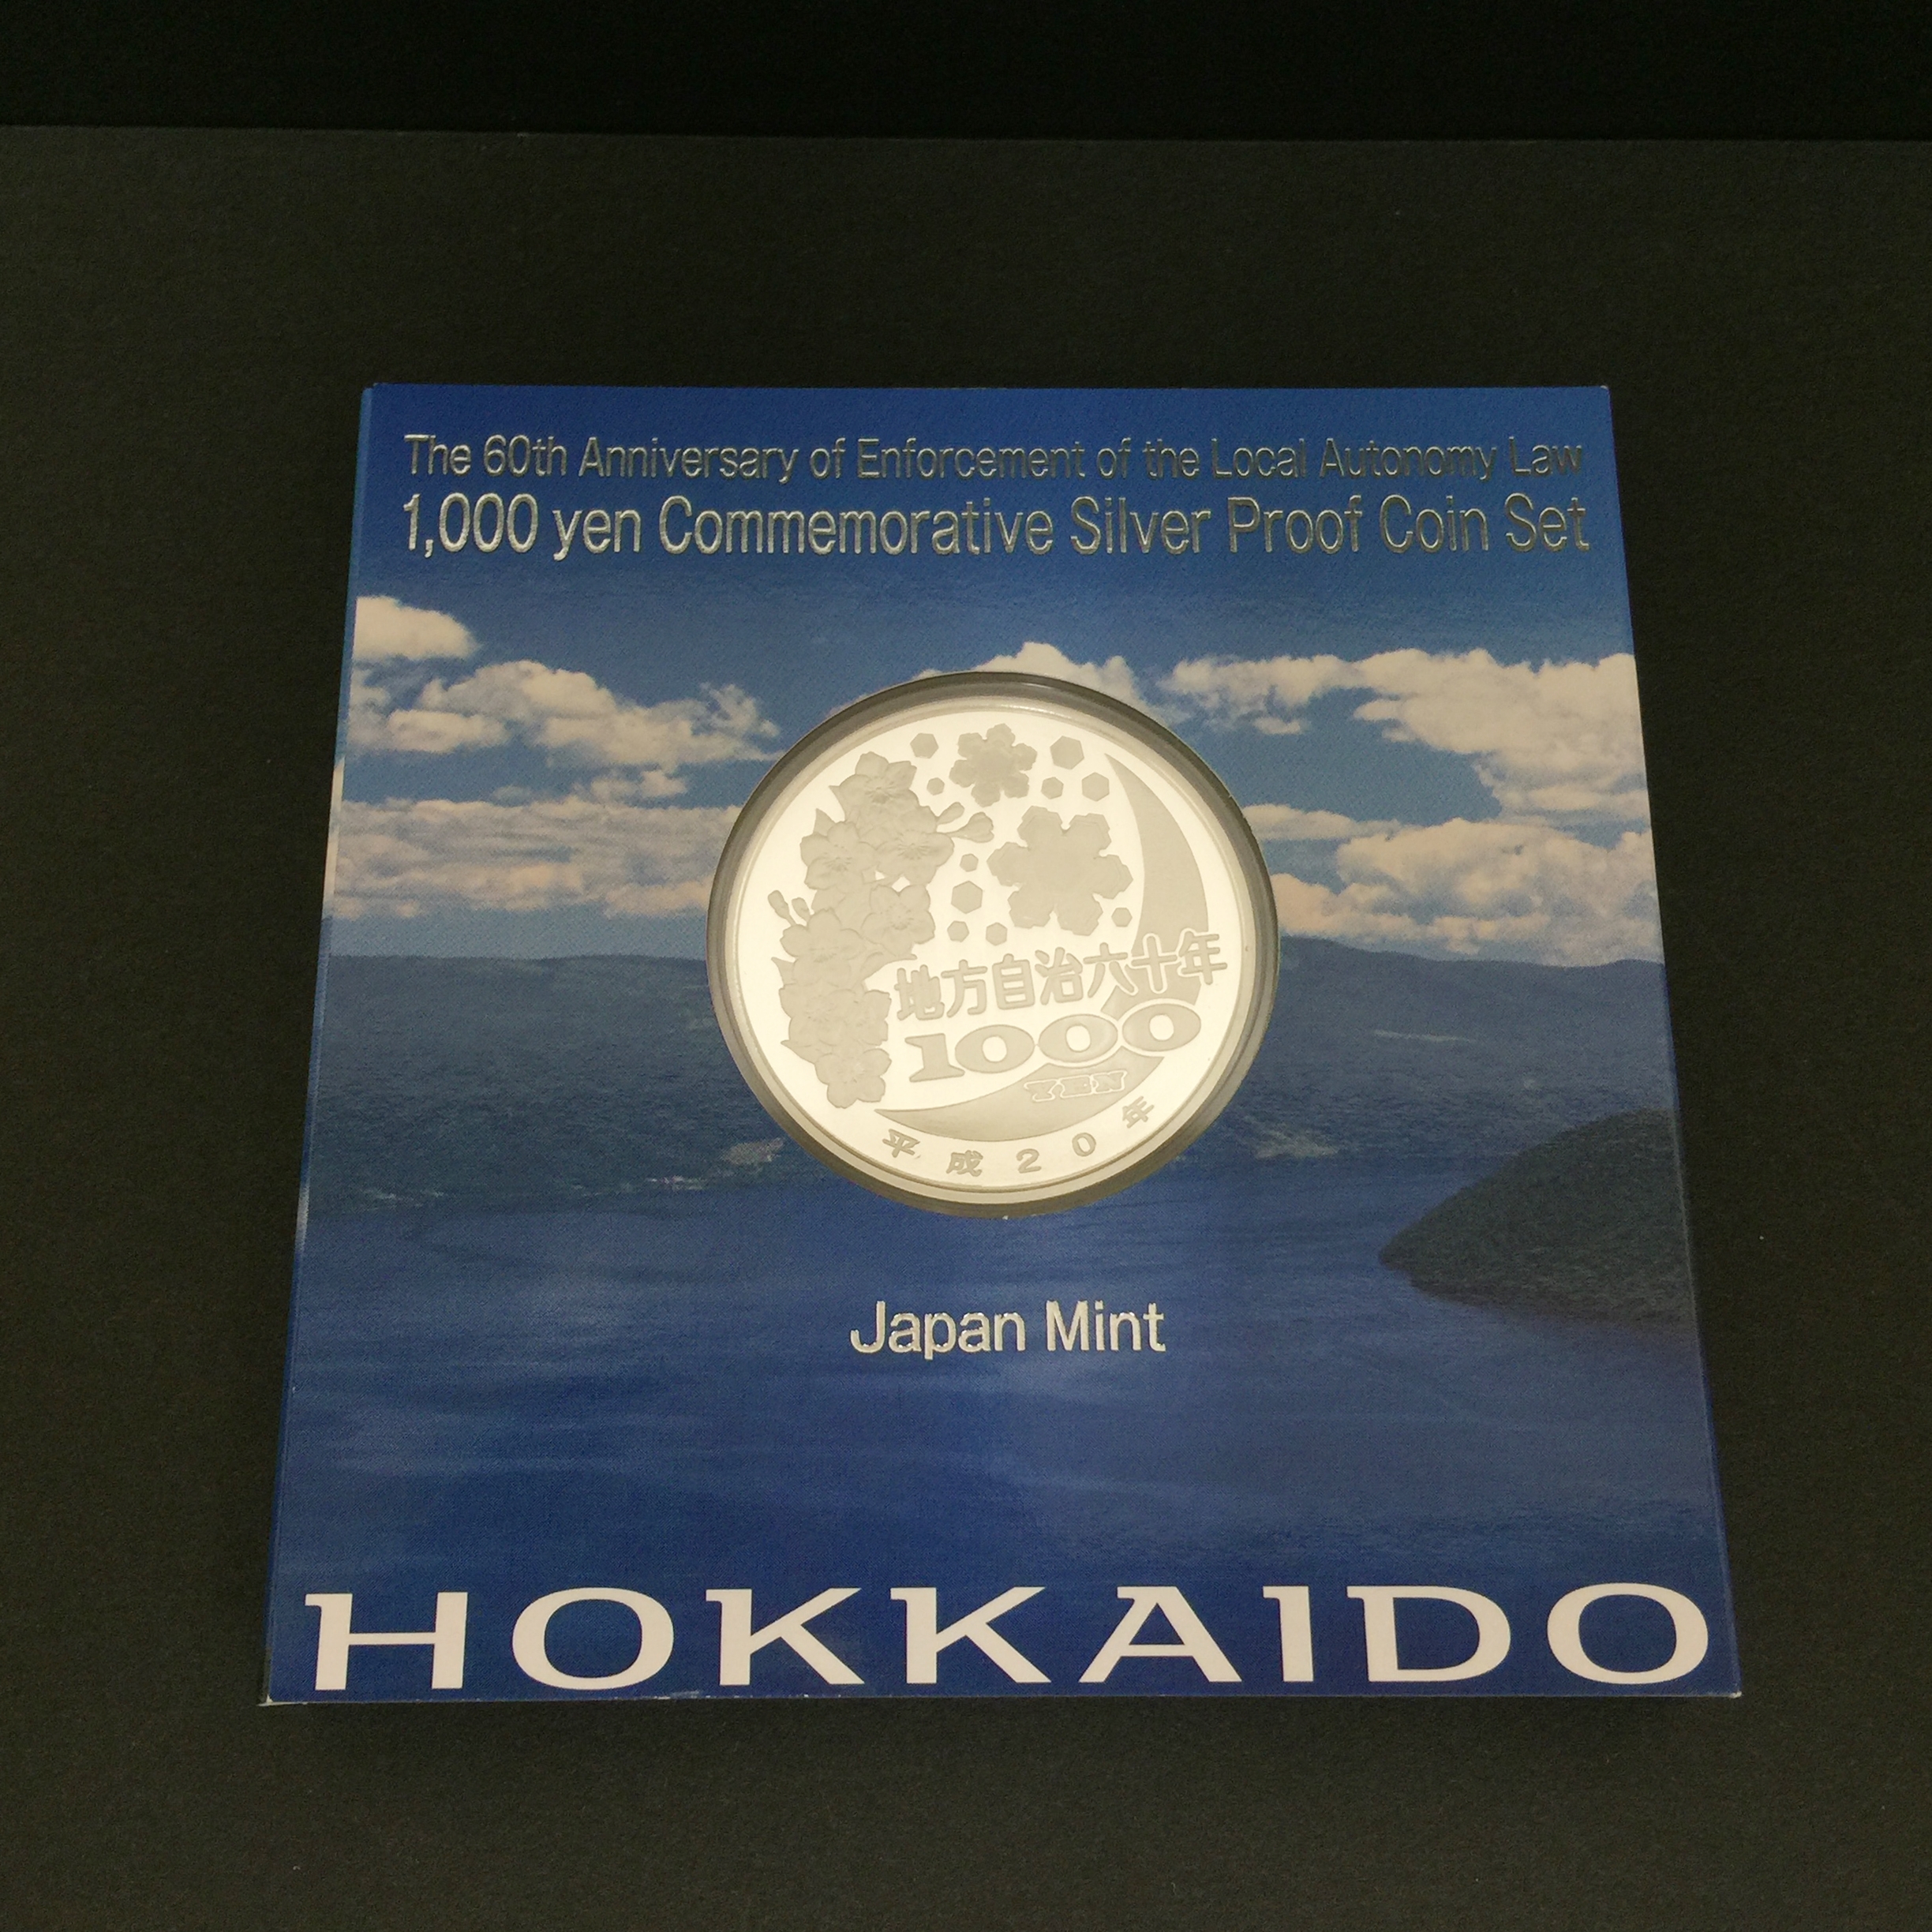 The 60th Anniversary of Enforcement of the Local Autonomy Law
1,000 yen Commemorative Silver Proof Coin Set
地方自治六十年
1000
YEN
平成20年
Japan Mint
HOKKAIDO